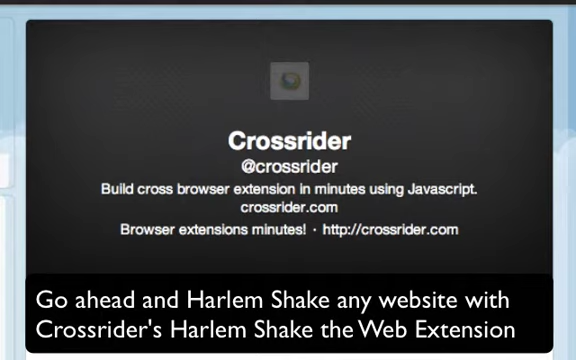 Crossrider
@crossrider
Build cross browser extension in minutes using Javascript.
crossrider.com
Browser extensions minutes! · http://crossrider.com
Go ahead and Harlem Shake any website with
Crossrider's Harlem Shake the Web Extension